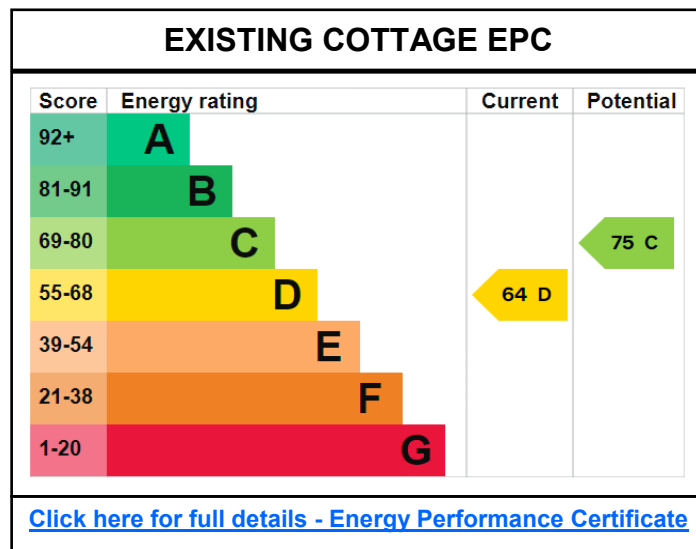 EXISTING COTTAGE EPC
Score Energy rating Current Potential
92+ A
81-91 B
69-80 C 75 C
55-68 D 64 D
39-54 E
21-38 F
1-20 G
Click here for full details - Energy Performance Certificate